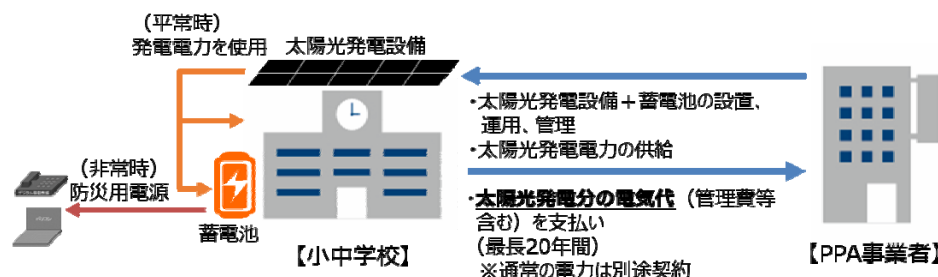 （平常時）
発電電力を使用
太陽光発電設備
・太陽光発電設備＋蓄電池の設置、
運用、管理
・太陽光発電電力の供給
（非常時）
防災用電源
・太陽光発電分の電気代（管理費等
含む）を支払い
（最長20年間）
※通常の電力は別途契約
蓄電池
【小中学校】
【PPA事業者】